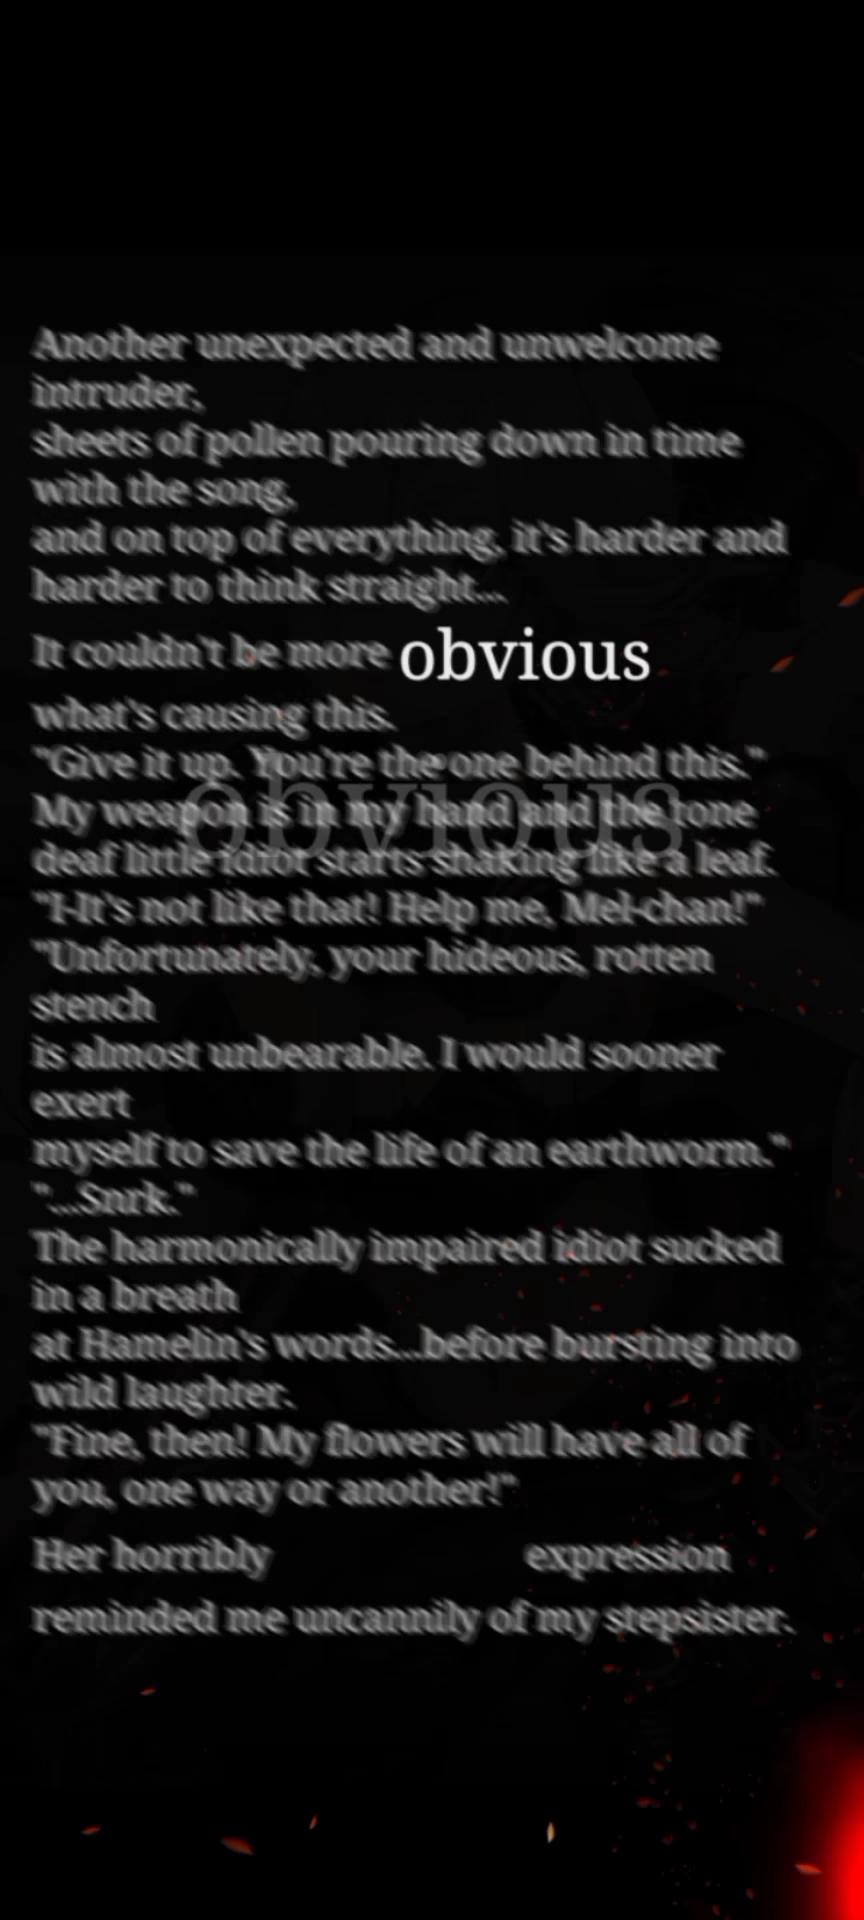 Another unexpected and unwelcome
intruder,
sheets of pollen pouring down in time
with the song,
and on top of everything, it's harder and
harder to think straight...
It couldn't be more obvious
what's causing this.
"Give it up. You're the one behind this."
obvious
My weapon is in my hand and the tone
deaf little idiot starts shaking like a leaf.
"I-It's not like that! Help me, Mel-chan!"
"Unfortunately, your hideous, rotten
stench
is almost unbearable. I would sooner
exert
myself to save the life of an earthworm."
"...Snrk."
The harmonically impaired idiot sucked
in a breath
at Hamelin's words...before bursting into
wild laughter.
"Fine, then! My flowers will have all of
you, one way or another!"
Her horribly expression
reminded me uncannily of my stepsister.